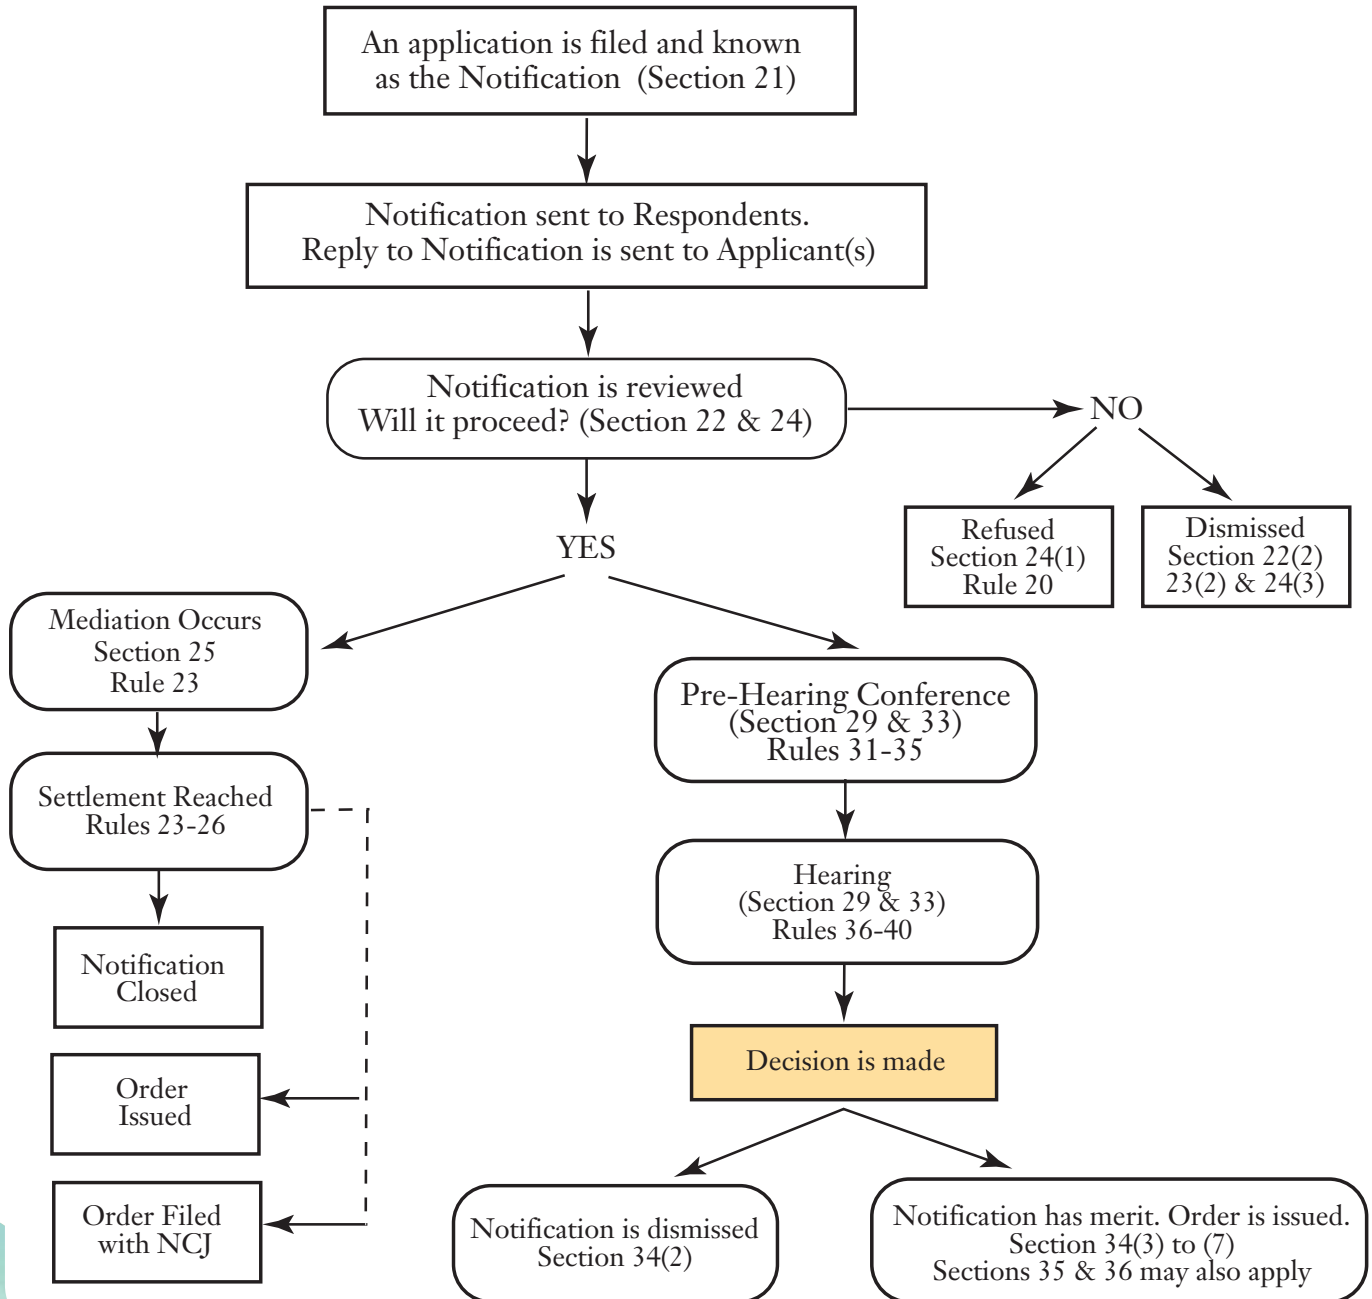 An application is filed and known
as the Notification (Section 21)
Notification sent to Respondents.
Reply to Notification is sent to Applicant(s)
Notification is reviewed
Will it proceed? (Section 22 & 24)
NO
Refused
Section 24(1)
Rule 20
Dismissed
Section 22(2)
23(2) & 24(3)
YES
Mediation Occurs
Section 25
Rule 23
Settlement Reached
Rules 23-26
Notification
Closed
Order
Issued
Order Filed
with NCJ
Pre-Hearing Conference
(Section 29 & 33)
Rules 31-35
Hearing
(Section 29 & 33)
Rules 36-40
Decision is made
Notification is dismissed
Section 34(2)
Notification has merit. Order is issued.
Section 34(3) to (7)
Sections 35 & 36 may also apply